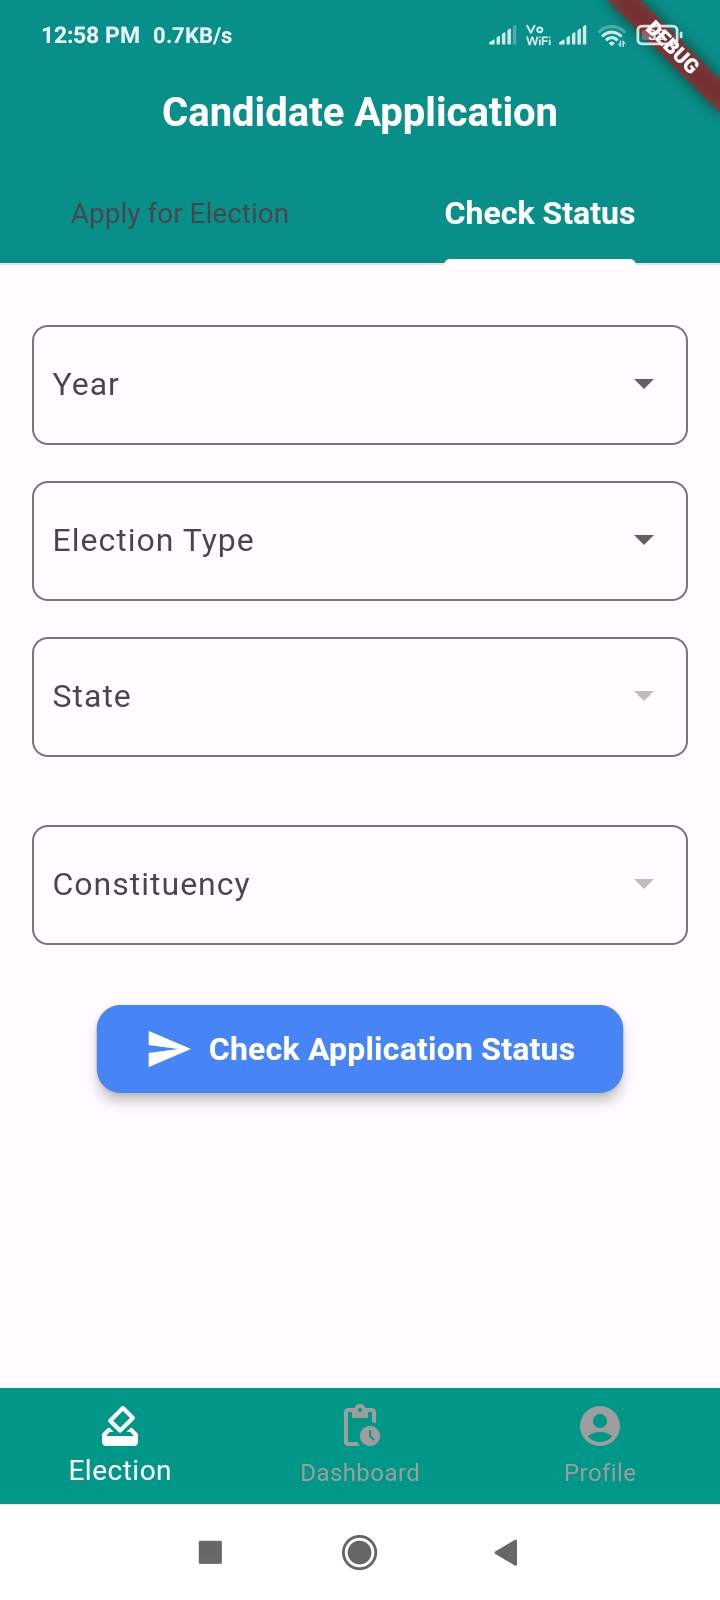 12:58 PM 0.7KB/s
Vo
WiFi
DEBUG
Candidate Application
Apply for Election
Check Status
Year
Election Type
State
Constituency
Check Application Status
Election
Dashboard
Profile